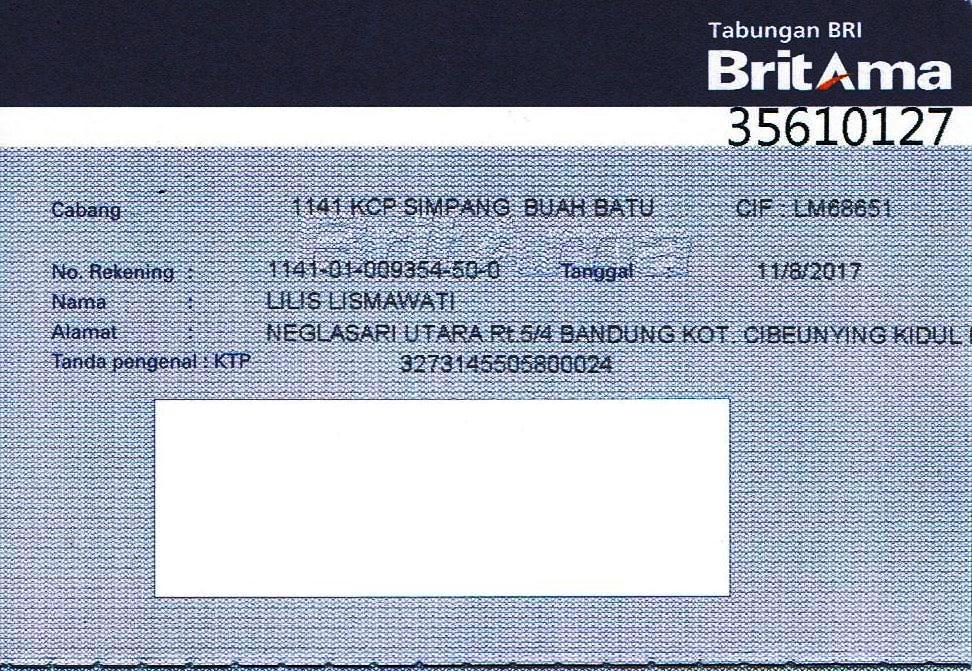 Tabungan BRI
BritAma
35610127
Cabang 1141 KCP SIMPANG BUAH BATU CIF : LM68651
No. Rekening : 1141-01-009354-50-0 Tanggal : 11/8/2017
Nama : LILIS LISMAWATI
Alamat : NEGLASARI UTARA Rt.5/4 BANDUNG KOT. CIBEUNYING KIDUL
Tanda pengenal : KTP 3273145505800024